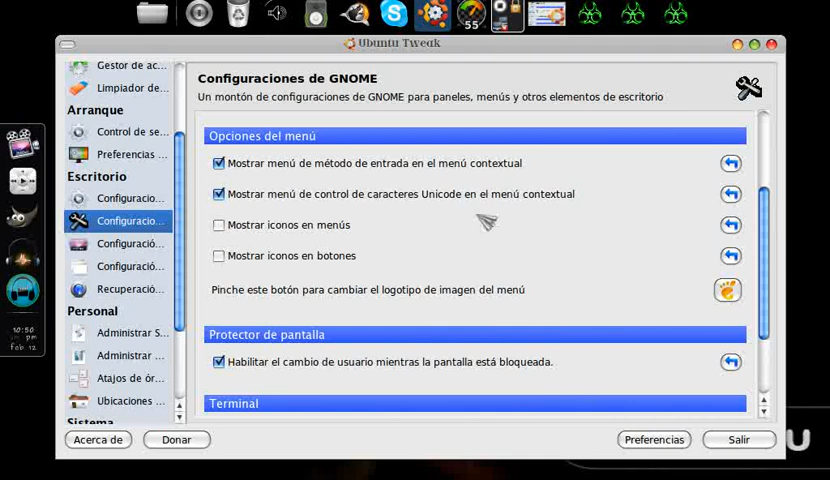 55
Ubuntu Tweak
Gestor de ac...
Limpiador de...
Arranque
Control de se...
Preferencias ...
Escritorio
Configuracio...
Configuracio...
Configuració...
Configuració...
Recuperació...
Personal
Administrar S...
Administrar ...
Atajos de ór...
Ubicaciones ...
Sistema
Configuraciones de GNOME
Un montón de configuraciones de GNOME para paneles, menús y otros elementos de escritorio
Opciones del menú
Mostrar menú de método de entrada en el menú contextual
Mostrar menú de control de caracteres Unicode en el menú contextual
Mostrar iconos en menús
Mostrar iconos en botones
Pinche este botón para cambiar el logotipo de imagen del menú
Protector de pantalla
Habilitar el cambio de usuario mientras la pantalla está bloqueada.
Terminal
Acerca de
Donar
Preferencias
Salir
10:50
pm
Feb 12
U